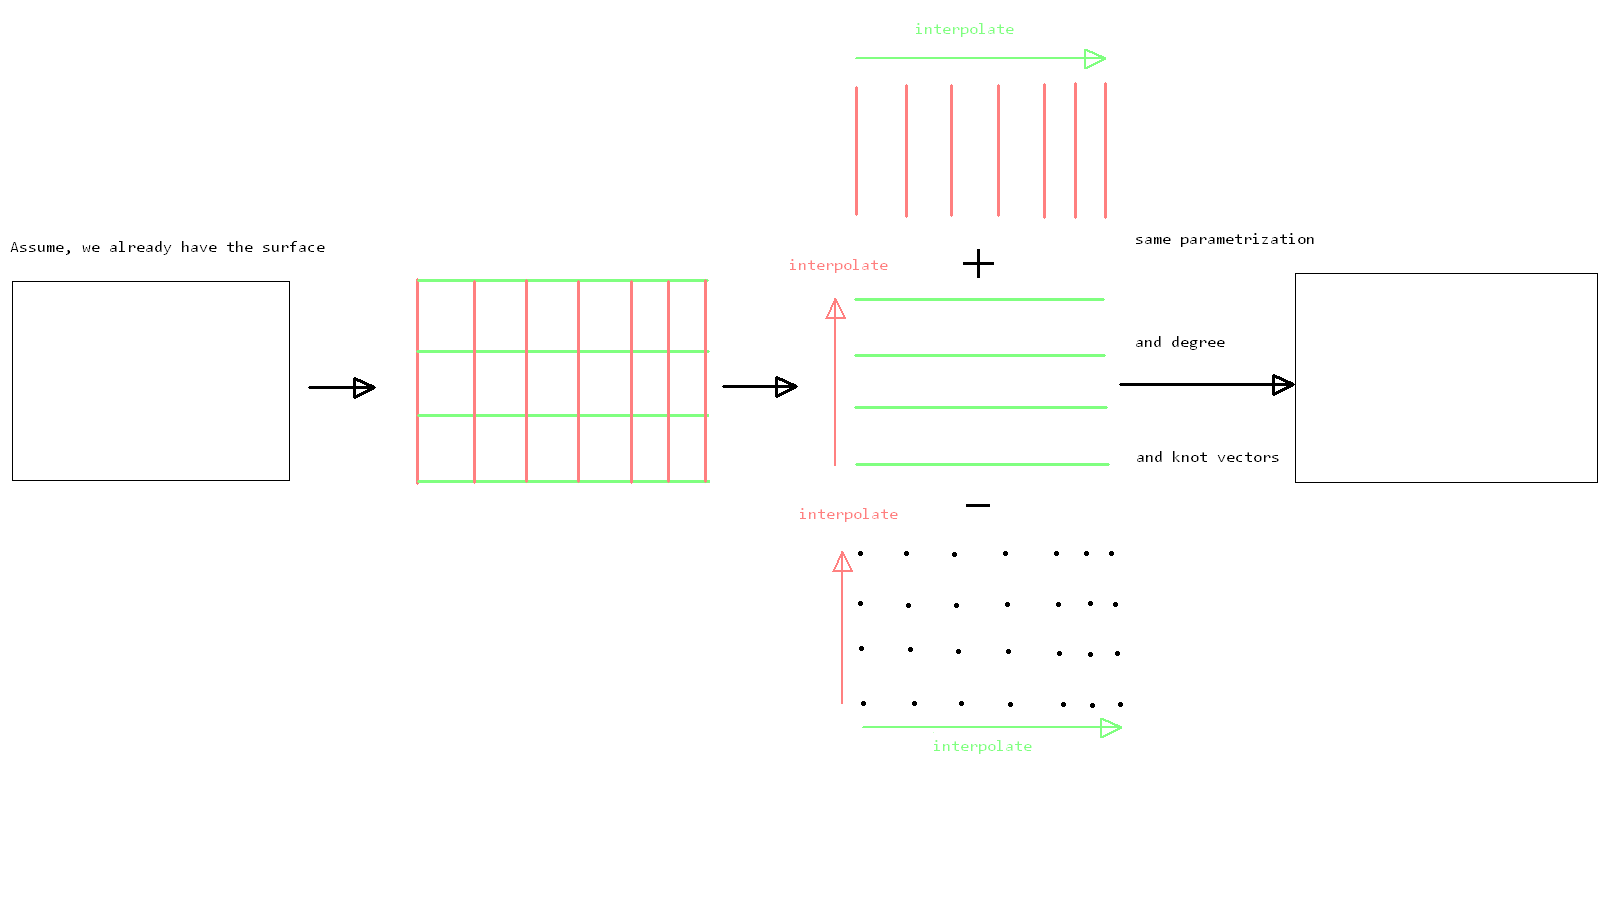 interpolate
Assume, we already have the surface
same parametrization
interpolate
and degree
and knot vectors
interpolate
interpolate